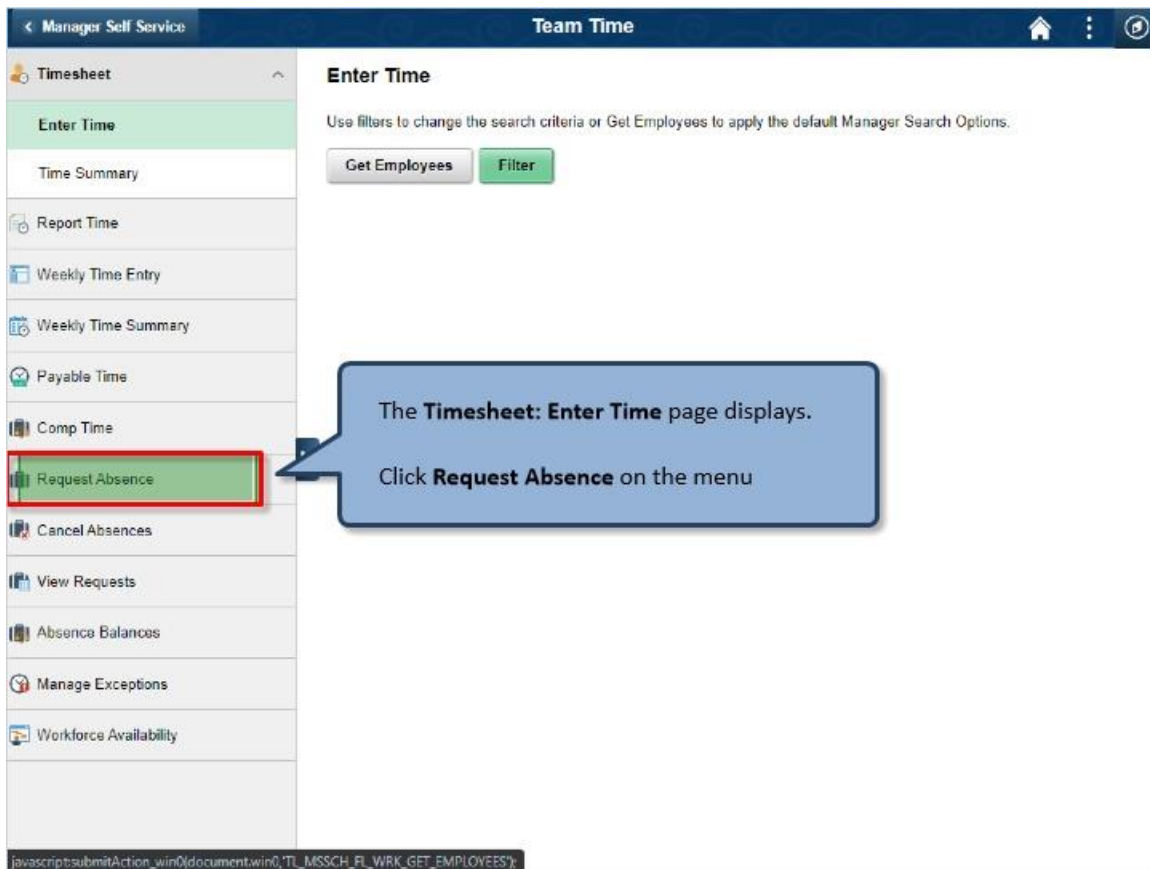 Manager Self Service
Team Time
Timesheet
Enter Time
Time Summary
Report Time
Weekly Time Entry
Weekly Time Summary
Payable Time
Comp Time
Request Absence
Cancel Absences
View Requests
Absence Balances
Manage Exceptions
Workforce Availability
Enter Time
Use filters to change the search criteria or Get Employees to apply the default Manager Search Options.
Get Employees
Filter
The Timesheet: Enter Time page displays.
Click Request Absence on the menu
javascript:submitAction_win0(document.win0,'TL_MSSCH_FL_WRK_GET_EMPLOYEES');